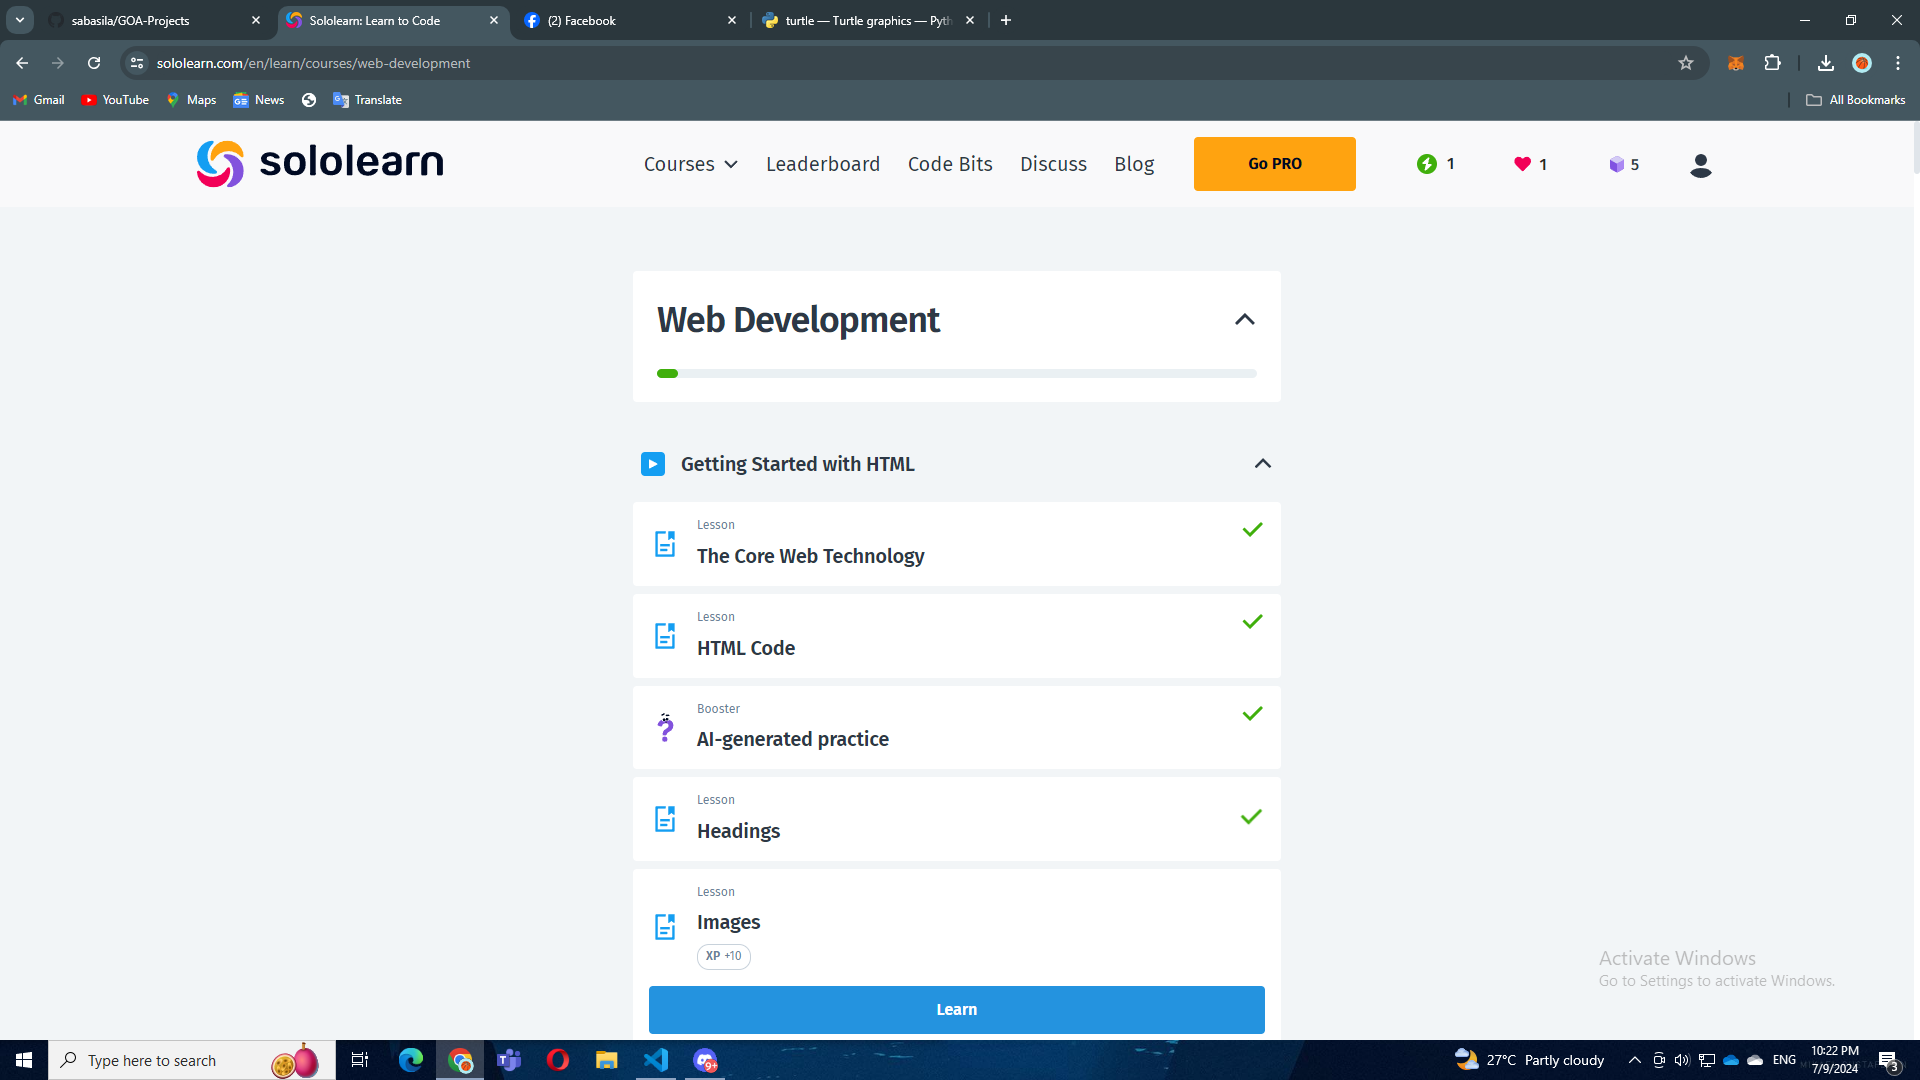 sabasila/GOA-Projects
Sololearn: Learn to Code
(2) Facebook
turtle — Turtle graphics — Pyth
sololearn.com/en/learn/courses/web-development
Gmail
YouTube
Maps
News
Translate
All Bookmarks
sololearn
Courses
Leaderboard
Code Bits
Discuss
Blog
Go PRO
1
1
5
Web Development
Getting Started with HTML
Lesson
The Core Web Technology
Lesson
HTML Code
Booster
AI-generated practice
Lesson
Headings
Lesson
Images
XP +10
Learn
Activate Windows
Go to Settings to activate Windows.
Type here to search
9+
27°C Partly cloudy
ENG
10:22 PM
7/9/2024
3